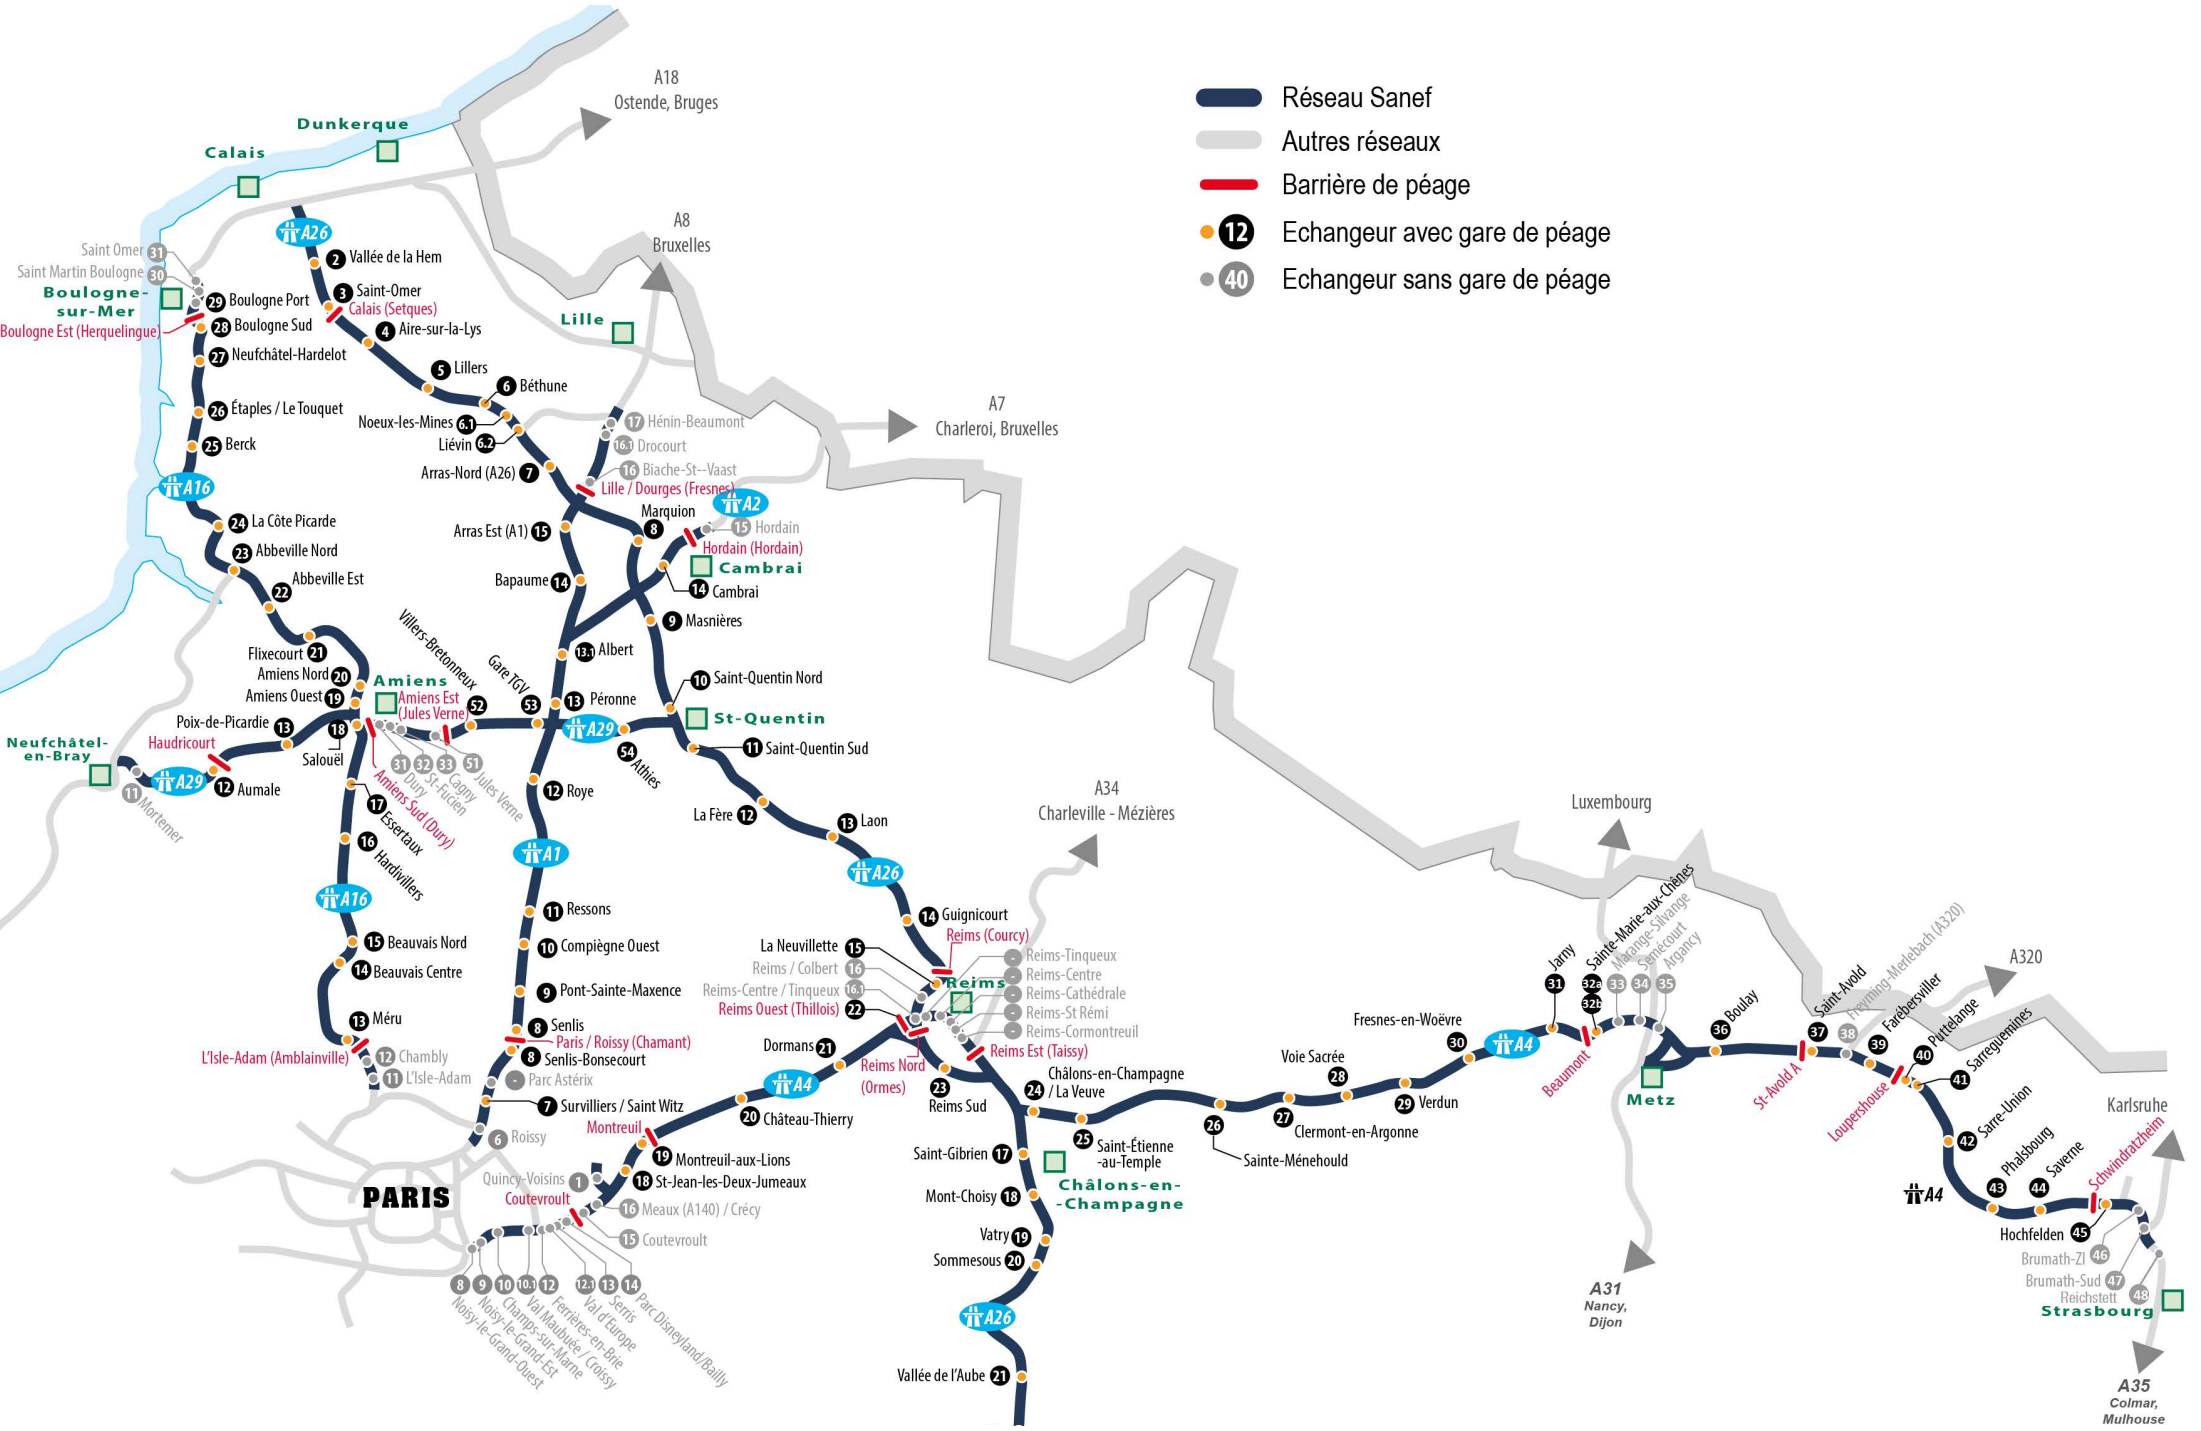 Réseau Sanef
Autres réseaux
Barrière de péage
12 Echangeur avec gare de péage
40 Echangeur sans gare de péage
A18
Ostende, Bruges
Dunkerque
Calais
A8
Bruxelles
A26
2 Vallée de la Hem
3 Saint-Omer
Calais (Setques)
4 Aire-sur-la-Lys
5 Lillers
6 Béthune
Noeux-les-Mines 6.1
Liévin 6.2
Arras-Nord (A26) 7
Saint Omer 31
Saint Martin Boulogne 30
Boulogne-
sur-Mer
Boulogne Est (Herquelingue)
29 Boulogne Port
28 Boulogne Sud
27 Neufchâtel-Hardelot
26 Étaples / Le Touquet
25 Berck
A16
24 La Côte Picarde
23 Abbeville Nord
Abbeville Est
22
Flixecourt 21
Amiens Nord 20
Amiens Ouest 19
Lille
17 Hénin-Beaumont
16.1 Drocourt
16 Biache-St--Vaast
Lille / Dourges (Fresnes)
A2
A7
Charleroi, Bruxelles
Marquion
8
15 Hordain
Hordain (Hordain)
Cambrai
14 Cambrai
Arras Est (A1) 15
Bapaume 14
9 Masnières
13.1 Albert
10 Saint-Quentin Nord
St-Quentin
11 Saint-Quentin Sud
Amiens
Amiens Est
(Jules Verne)
Villers-Bretonneux
52
Gare TGV
53
13 Péronne
A29
54
Athies
Poix-de-Picardie 13
Haudricourt
Neufchâtel-
en-Bray
11
Mortemer
A29
12 Aumale
18
Salouël
31
Dury
32
St-Fucien
33
Cagny
51
Jules Verne
Amiens Sud (Dury)
17
Essertaux
16
Hardivillers
A16
15 Beauvais Nord
14 Beauvais Centre
13 Méru
L'Isle-Adam (Amblainville)
12 Chambly
11 L'Isle-Adam
12 Roye
A1
11 Ressons
10 Compiègne Ouest
9 Pont-Sainte-Maxence
8 Senlis
Paris / Roissy (Chamant)
8 Senlis-Bonsecourt
- Parc Astérix
7 Survilliers / Saint Witz
6 Roissy
PARIS
La Fère 12
13 Laon
A26
14 Guignicourt
Reims (Courcy)
A34
Charleville - Mézières
La Neuvillette 15
Reims / Colbert 16
Reims-Centre / Tinqueux 16.1
Reims Ouest (Thillois) 22
Reims
- Reims-Tinqueux
- Reims-Centre
- Reims-Cathédrale
- Reims-St Rémi
- Reims-Cormontreuil
Reims Est (Taissy)
Dormans 21
Reims Nord
(Ormes)
23
Reims Sud
A4
20 Château-Thierry
Montreuil
19 Montreuil-aux-Lions
18 St-Jean-les-Deux-Jumeaux
Quincy-Voisins 1
Coutevroult
16 Meaux (A140) / Crécy
15 Coutevroult
8
Noisy-le-Grand-Ouest
9
Noisy-le-Grand-Est
10
Champs-sur-Marne
10.1
Val Maubuée / Croissy
12
Ferrières-en-Brie
12.1
Val d'Europe
13
Serris
14
Parc Disneyland/Bailly
Châlons-en-Champagne
24 / La Veuve
25
Saint-Étienne
-au-Temple
Saint-Gibrien 17
Châlons-en-
-Champagne
Mont-Choisy 18
Vatry 19
Sommesous 20
A26
Vallée de l'Aube 21
26
Sainte-Ménehould
27
Clermont-en-Argonne
Voie Sacrée
28
29 Verdun
Fresnes-en-Woëvre
30
A4
Jarny
31
Beaumont
Luxembourg
Sainte-Marie-aux-Chênes
32a
32b
Marange-Silvange
33
Semécourt
34
Argancy
35
Metz
A31
Nancy,
Dijon
36
Boulay
St-Avold A
37
Saint-Avold
38
Freyming-Merlebach (A320)
39
Farébersviller
Loupershouse
40
Puttelange
41
Sarreguemines
A320
42
Sarre-Union
A4
43
Phalsbourg
44
Saverne
Schwindratzheim
Karlsruhe
Hochfelden 45
Brumath-ZI 46
Brumath-Sud 47
Reichstett 48
Strasbourg
A35
Colmar,
Mulhouse